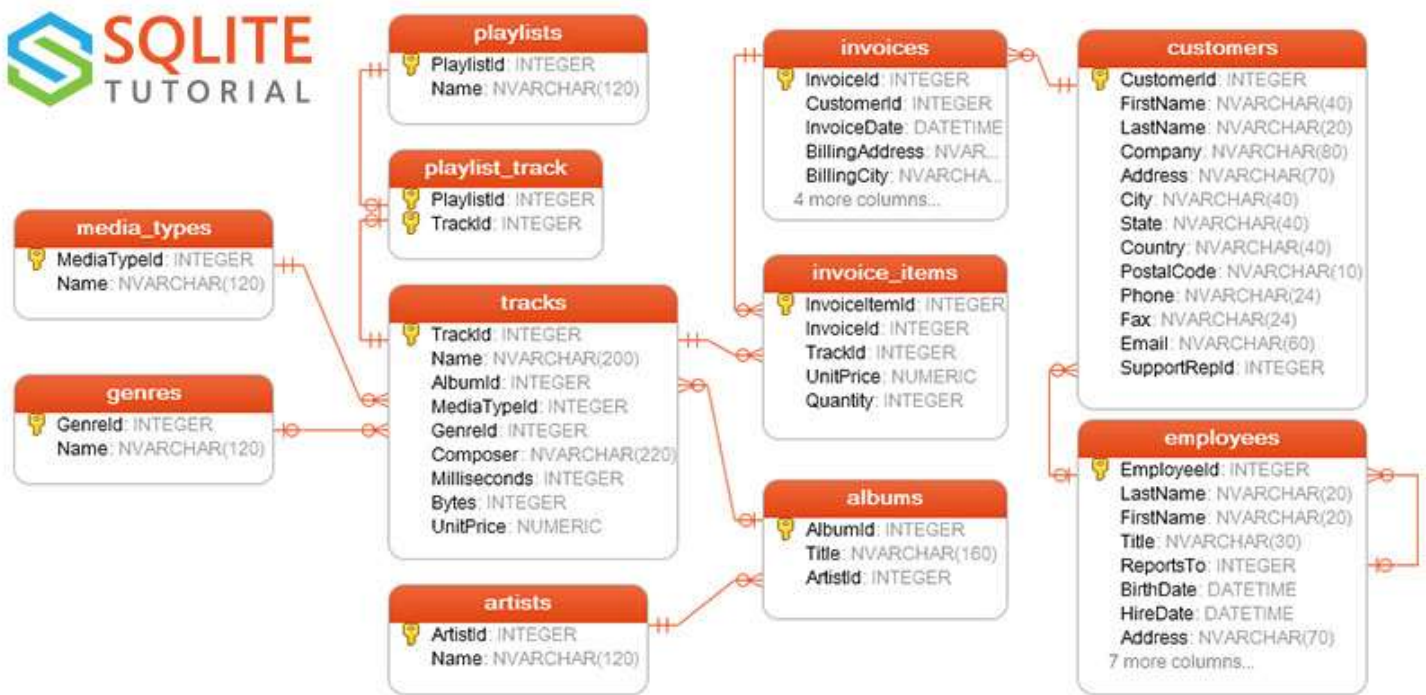 SQLITE
TUTORIAL
playlists
PlaylistId: INTEGER
Name: NVARCHAR(120)
playlist_track
PlaylistId: INTEGER
TrackId: INTEGER
media_types
MediaTypeId: INTEGER
Name: NVARCHAR(120)
genres
GenreId: INTEGER
Name: NVARCHAR(120)
tracks
TrackId: INTEGER
Name: NVARCHAR(200)
AlbumId: INTEGER
MediaTypeId: INTEGER
GenreId: INTEGER
Composer: NVARCHAR(220)
Milliseconds: INTEGER
Bytes: INTEGER
UnitPrice: NUMERIC
artists
ArtistId: INTEGER
Name: NVARCHAR(120)
invoices
InvoiceId: INTEGER
CustomerId: INTEGER
InvoiceDate: DATETIME
BillingAddress: NVAR...
BillingCity: NVARCHA...
4 more columns...
invoice_items
InvoiceItemId: INTEGER
InvoiceId: INTEGER
TrackId: INTEGER
UnitPrice: NUMERIC
Quantity: INTEGER
albums
AlbumId: INTEGER
Title: NVARCHAR(160)
ArtistId: INTEGER
customers
CustomerId: INTEGER
FirstName: NVARCHAR(40)
LastName: NVARCHAR(20)
Company: NVARCHAR(80)
Address: NVARCHAR(70)
City: NVARCHAR(40)
State: NVARCHAR(40)
Country: NVARCHAR(40)
PostalCode: NVARCHAR(10)
Phone: NVARCHAR(24)
Fax: NVARCHAR(24)
Email: NVARCHAR(60)
SupportRepId: INTEGER
employees
EmployeeId: INTEGER
LastName: NVARCHAR(20)
FirstName: NVARCHAR(20)
Title: NVARCHAR(30)
ReportsTo: INTEGER
BirthDate: DATETIME
HireDate: DATETIME
Address: NVARCHAR(70)
7 more columns...